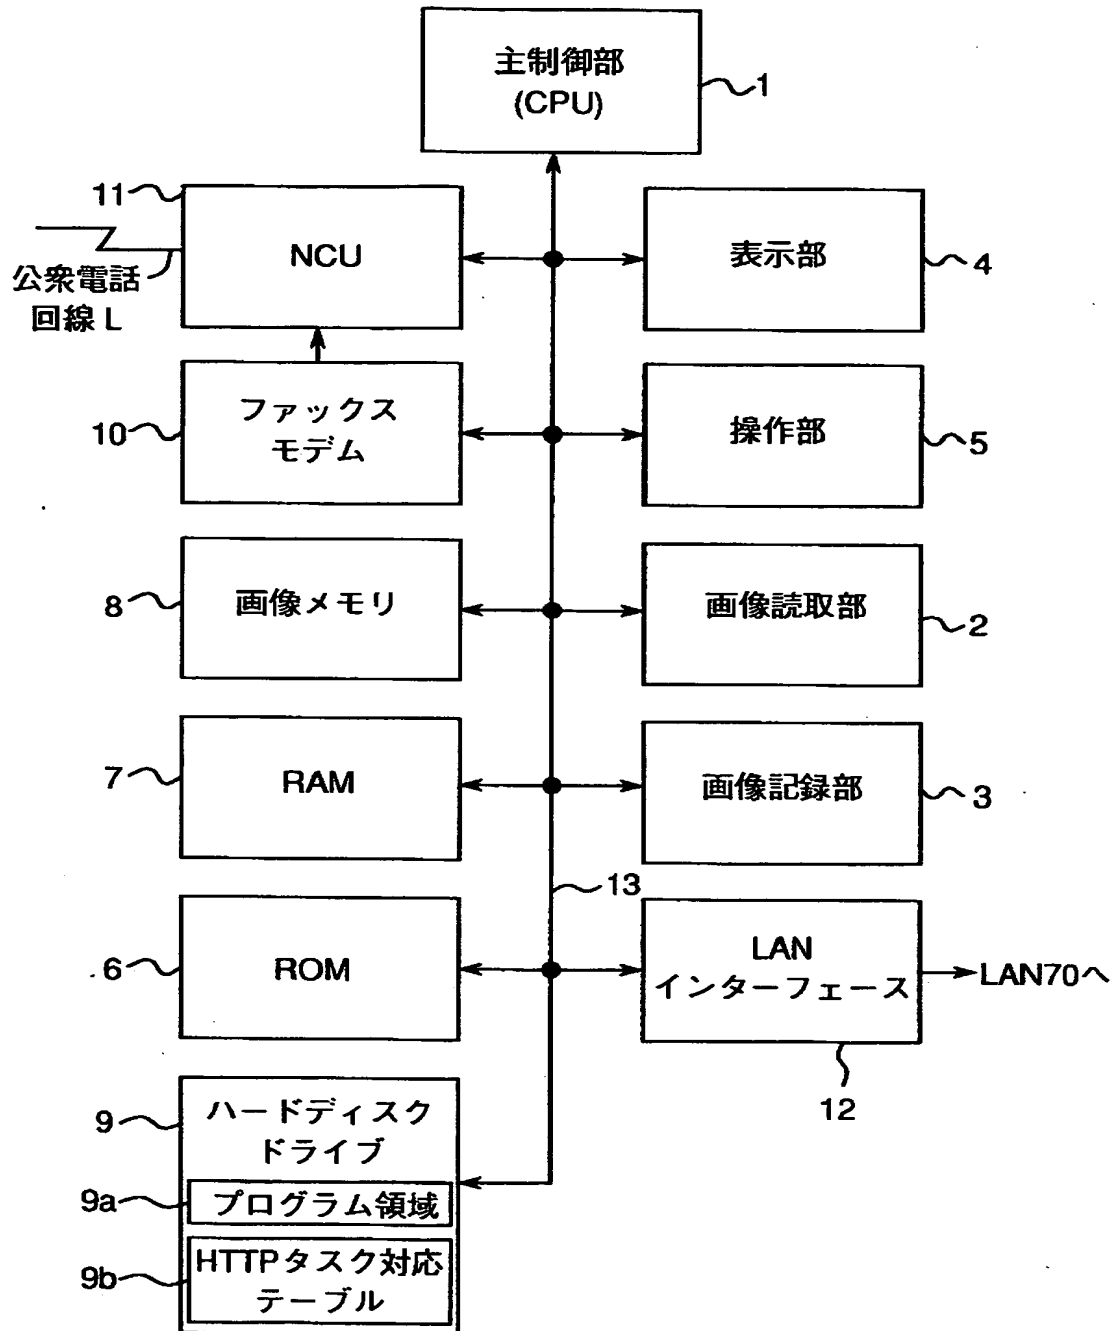 主制御部
(CPU)
1
11
NCU
公衆電話
回線 L
表示部
4
10
ファックス
モデム
操作部
5
8
画像メモリ
画像読取部
2
7
RAM
画像記録部
3
13
6
ROM
LAN
インターフェース
LAN70へ
12
9
ハードディスク
ドライブ
9a
プログラム領域
9b
HTTPタスク対応
テーブル